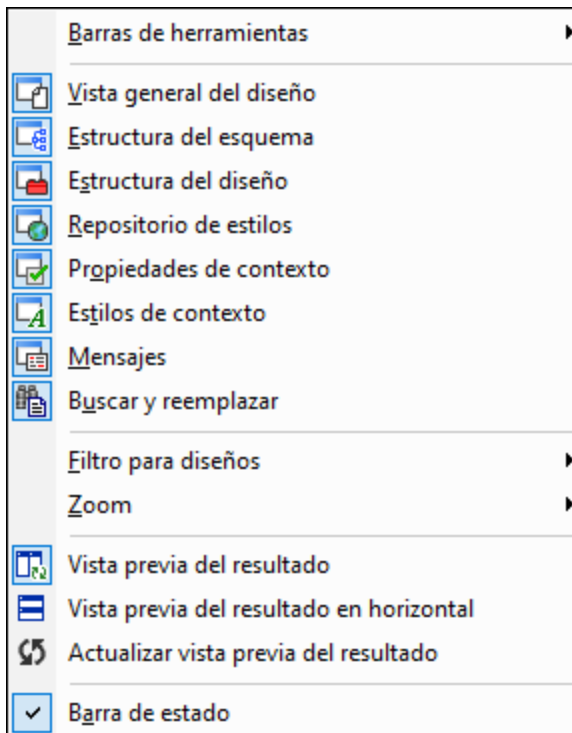 Barras de herramientas
Vista general del diseño
Estructura del esquema
Estructura del diseño
Repositorio de estilos
Propiedades de contexto
Estilos de contexto
Mensajes
Buscar y reemplazar
Filtro para diseños
Zoom
Vista previa del resultado
Vista previa del resultado en horizontal
Actualizar vista previa del resultado
Barra de estado